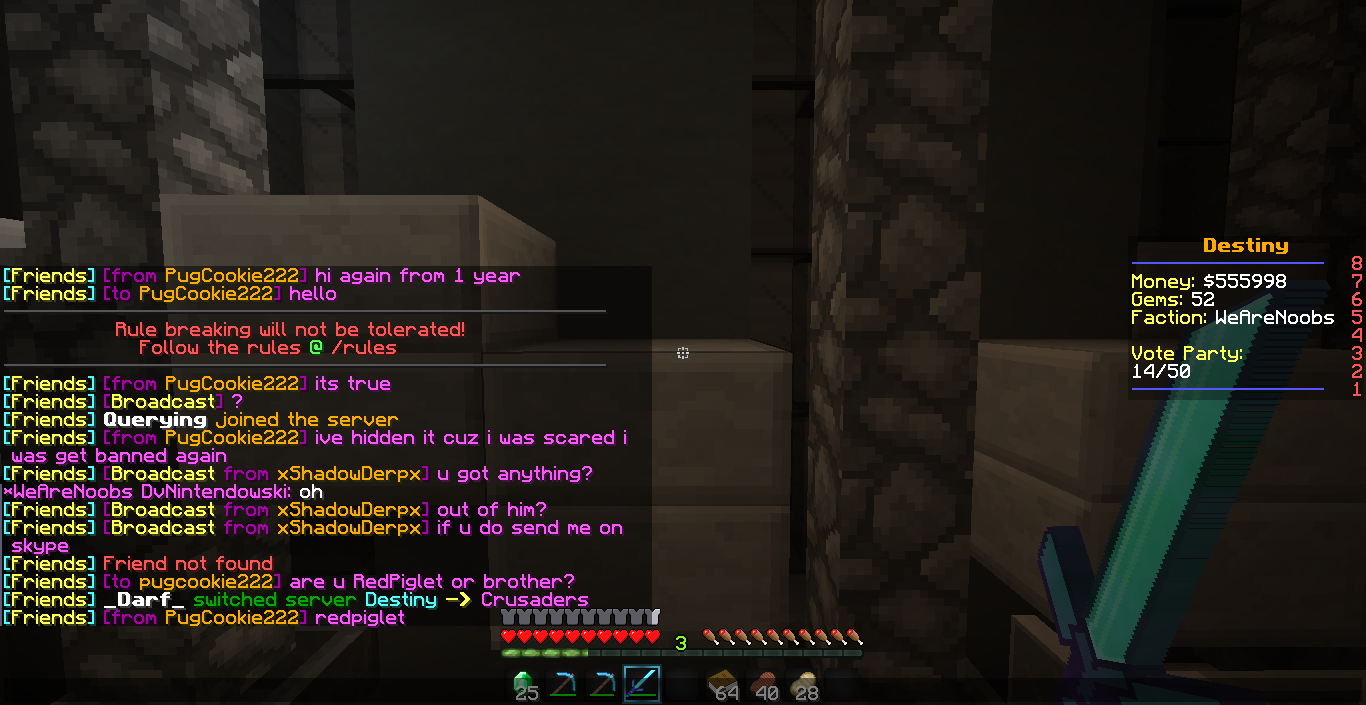 [Friends] [from PugCookie222] hi again from 1 year
[Friends] [to PugCookie222] hello
Rule breaking will not be tolerated!
Follow the rules @ /rules
[Friends] [from PugCookie222] its true
[Friends] [Broadcast] ?
[Friends] Querying joined the server
[Friends] [from PugCookie222] ive hidden it cuz i was scared i
was get banned again
[Friends] [Broadcast from xShadowDerpx] u got anything?
*WeAreNoobs DvNintendowski: oh
[Friends] [Broadcast from xShadowDerpx] out of him?
[Friends] [Broadcast from xShadowDerpx] if u do send me on
skype
[Friends] Friend not found
[Friends] [to pugcookie222] are u RedPiglet or brother?
[Friends] _Darf_ switched server Destiny -> Crusaders
[Friends] [from PugCookie222] redpiglet
Destiny
8
Money: $555998 7
Gems: 52 6
Faction: WeAreNoobs 5
4
Vote Party: 3
14/50 2
1
3
25 64 40 28